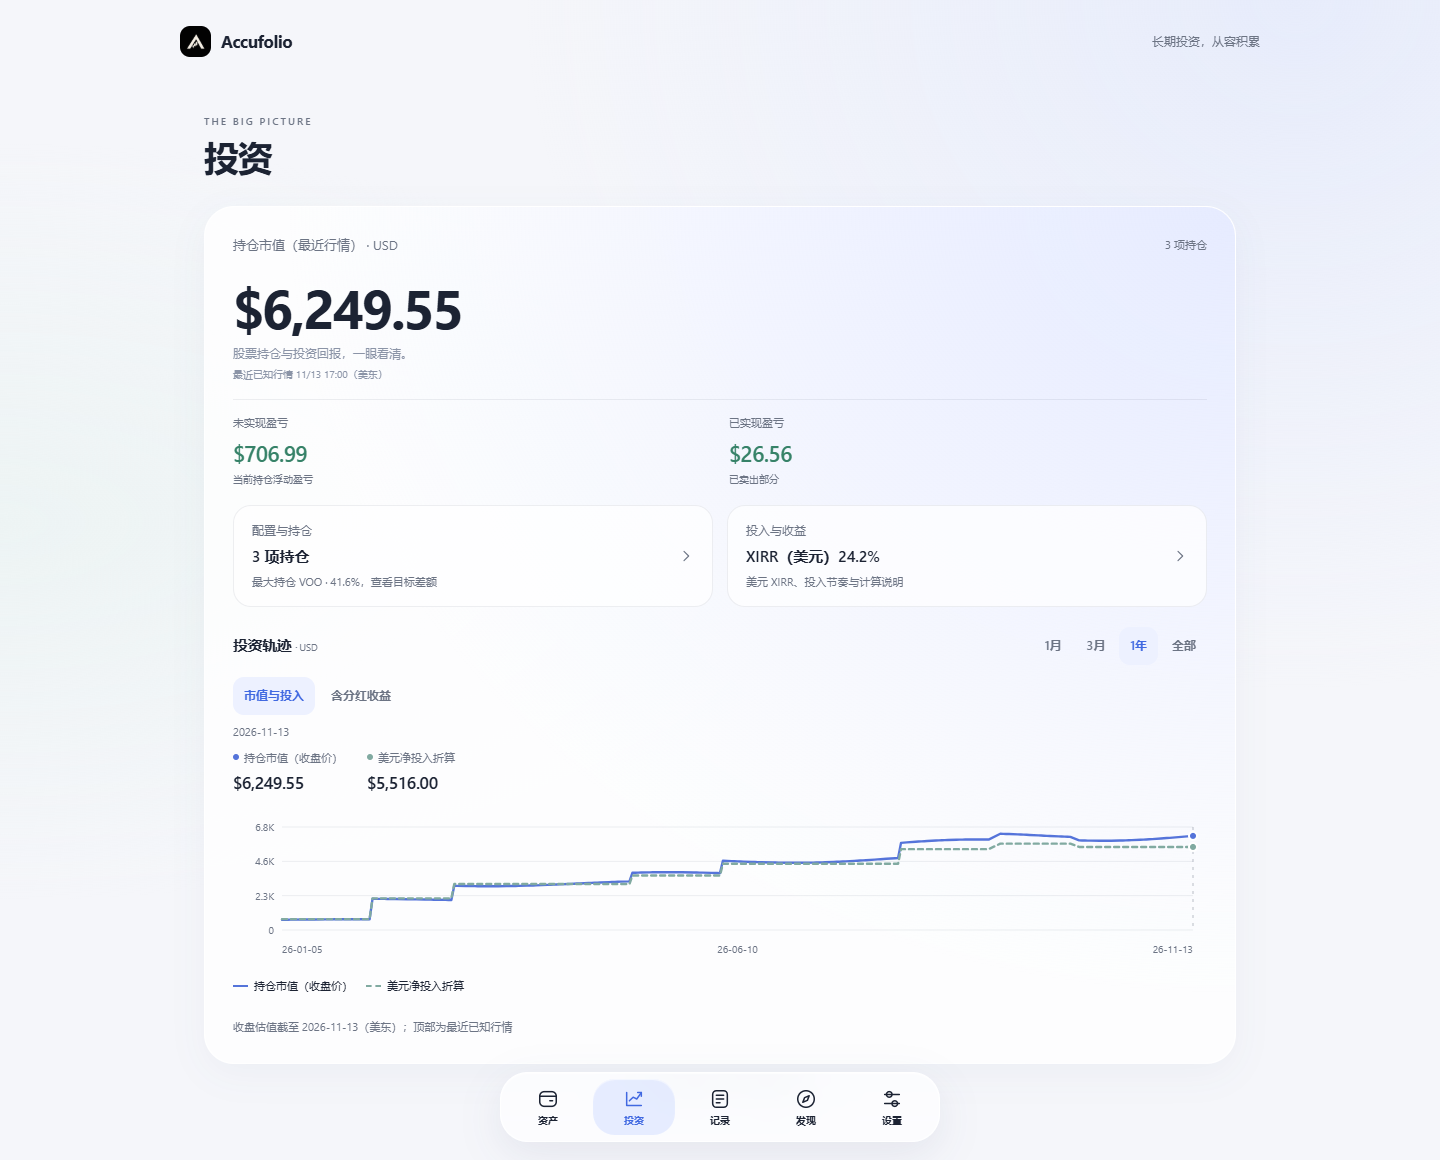 Accufolio
长期投资，从容积累
THE BIG PICTURE
投资
持仓市值（最近行情） · USD
3 项持仓
$6,249.55
股票持仓与投资回报，一眼看清。
最近已知行情 11/13 17:00（美东）
未实现盈亏
已实现盈亏
$706.99
$26.56
当前持仓浮动盈亏
已卖出部分
配置与持仓
3 项持仓
最大持仓 VOO · 41.6%，查看目标差额
投入与收益
XIRR（美元）24.2%
美元 XIRR、投入节奏与计算说明
投资轨迹 · USD
1月 3月 1年 全部
市值与投入 含分红收益
2026-11-13
持仓市值（收盘价） 美元净投入折算
$6,249.55 $5,516.00
6.8K
4.6K
2.3K
0
26-01-05 26-06-10 26-11-13
持仓市值（收盘价） 美元净投入折算
收盘估值截至 2026-11-13（美东）；顶部为最近已知行情
资产 投资 记录 发现 设置